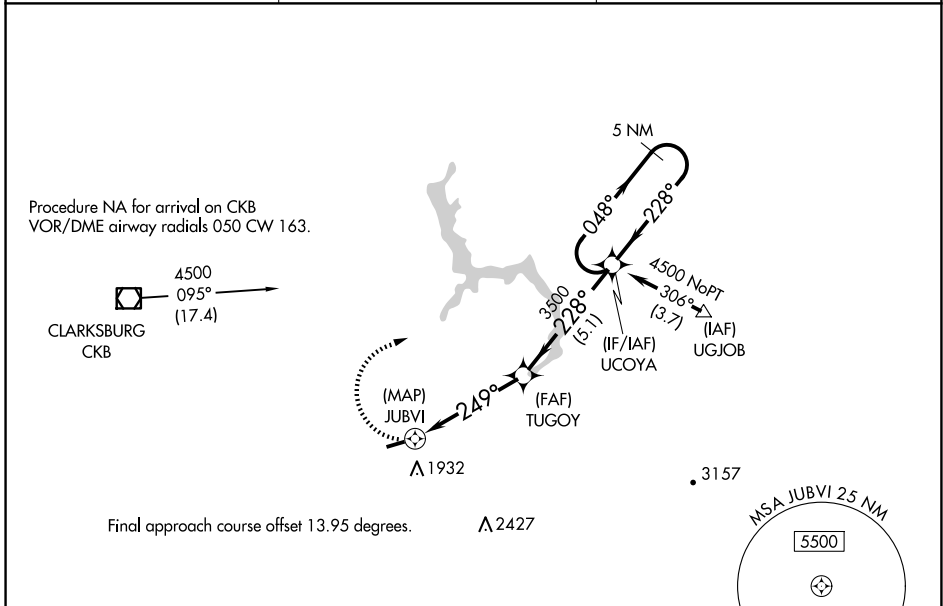 5 NM
048°
228°
Procedure NA for arrival on CKB
VOR/DME airway radials 050 CW 163.
4500
095°
(17.4)
CLARKSBURG
CKB
4500 NoPT
306°
(3.7)
(IAF)
UGJOB
3500
228°
(5.1)
(IF/IAF)
UCOYA
(FAF)
TUGOY
249°
(MAP)
JUBVI
1932
3157
Final approach course offset 13.95 degrees.
2427
MSA JUBVI 25 NM
5500